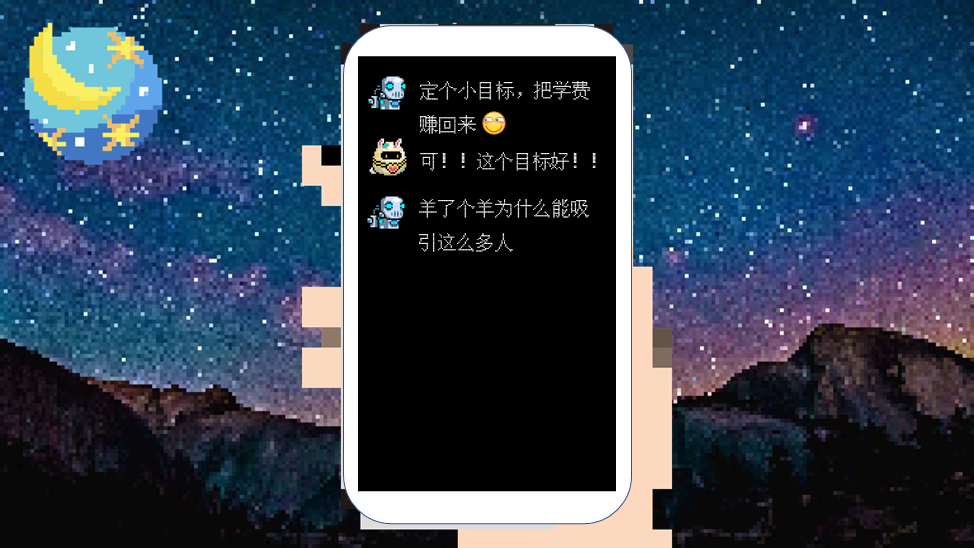 定个小目标，把学费
赚回来
可！！这个目标好！！
羊了个羊为什么能吸
引这么多人